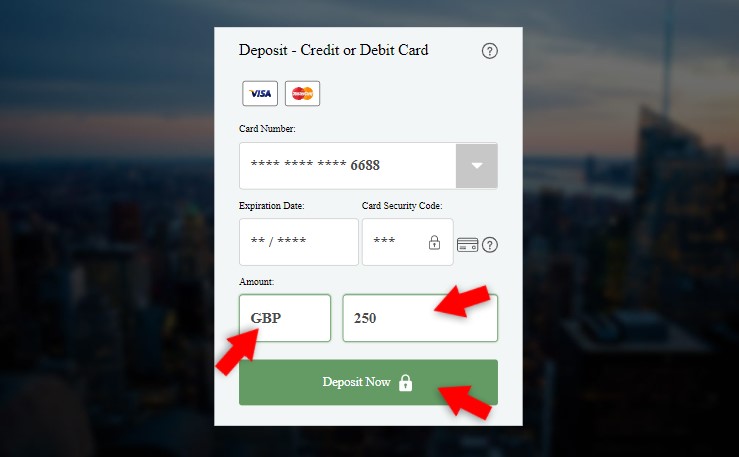 Deposit - Credit or Debit Card ?
VISA MasterCard
Card Number:
**** **** **** 6688
Expiration Date: Card Security Code:
** / **** *** ?
Amount:
GBP 250
Deposit Now